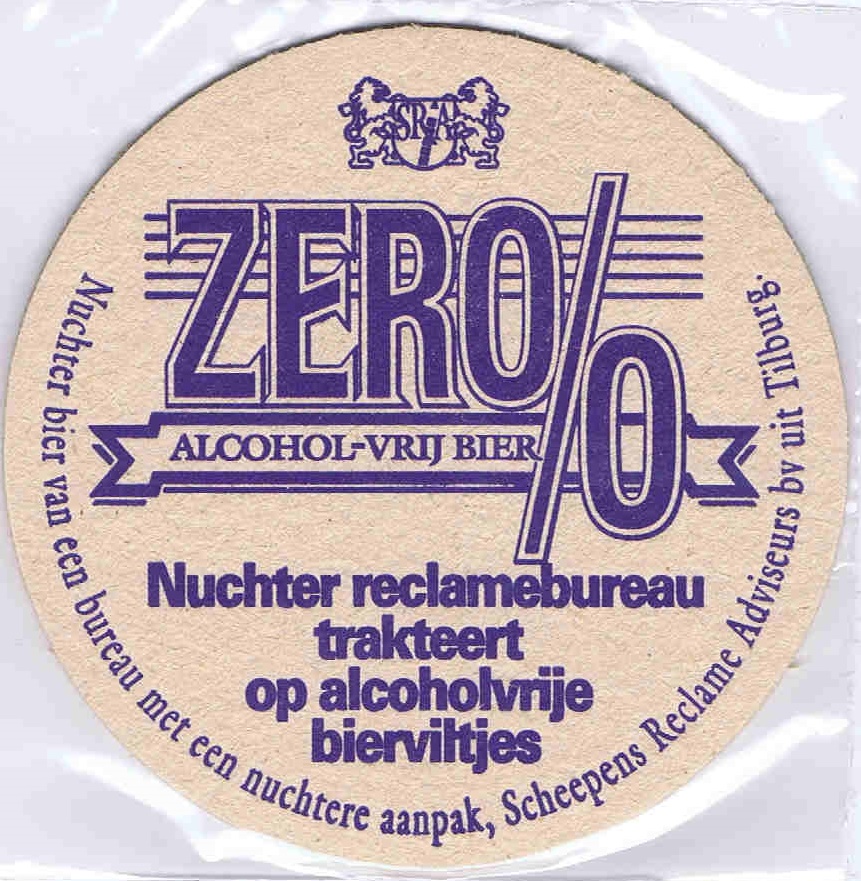 SRA
ZERO%
ALCOHOL-VRIJ BIER
Nuchter reclamebureau
trakteert
op alcoholvrije
bierviltjes
Nuchter bier van een bureau met een nuchtere aanpak, Scheepens Reclame Adviseurs bv uit Tilburg.